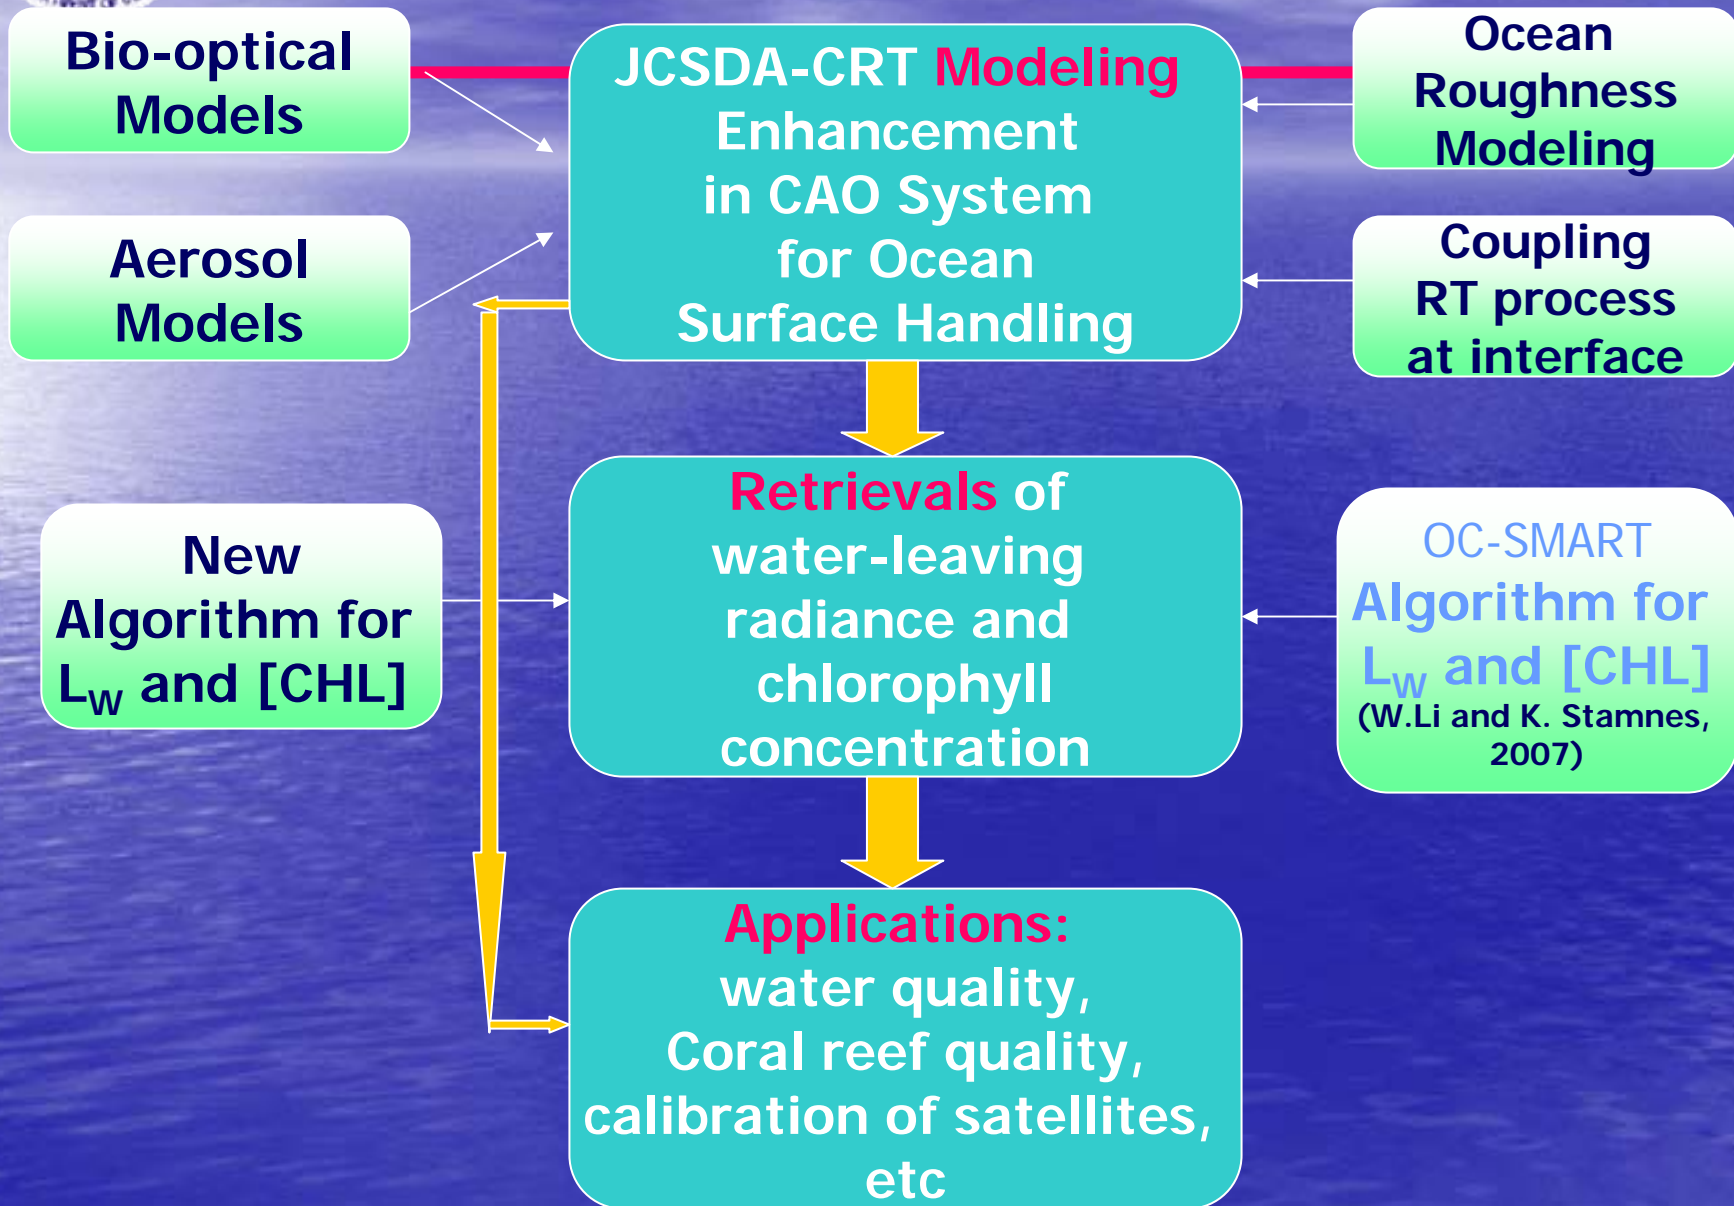 Bio-optical
Models
JCSDA-CRT Modeling
Enhancement
in CAO System
for Ocean
Surface Handling
Ocean
Roughness
Modeling
Aerosol
Models
Coupling
RT process
at interface
New
Algorithm for
LW and [CHL]
Retrievals of
water-leaving
radiance and
chlorophyll
concentration
OC-SMART
Algorithm for
LW and [CHL]
(W.Li and K. Stamnes,
2007)
Applications:
water quality,
Coral reef quality,
calibration of satellites,
etc